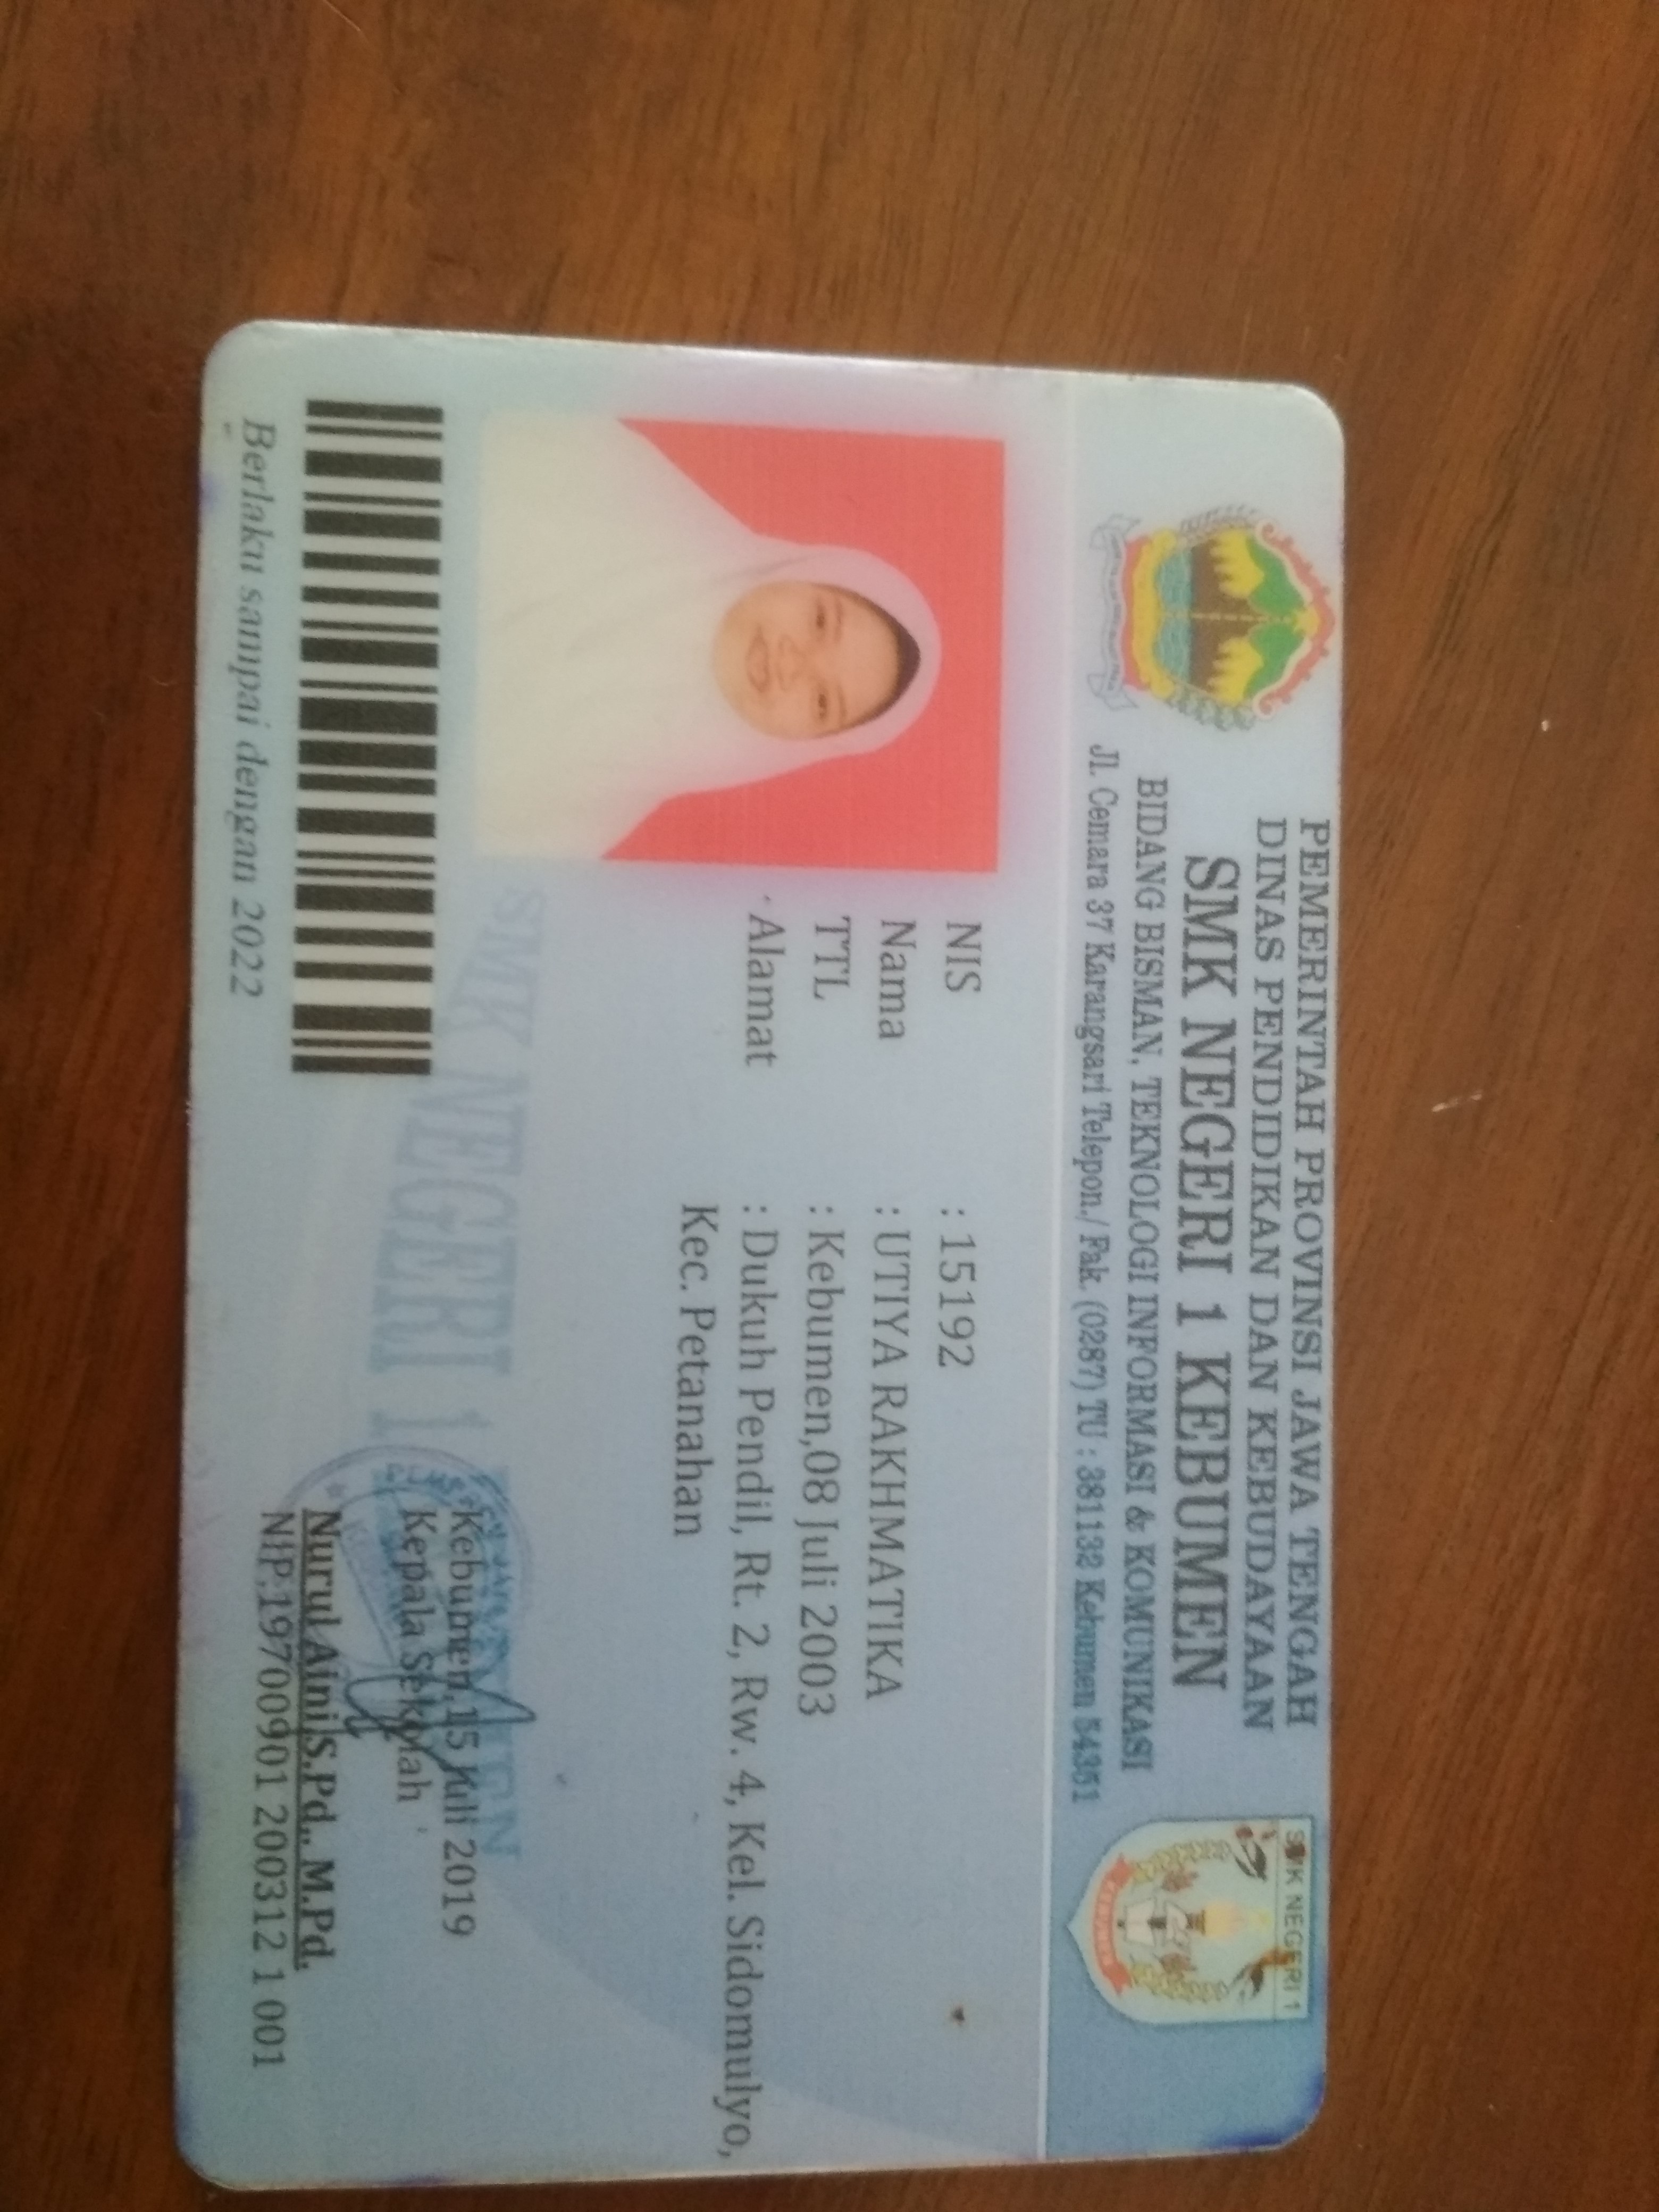 PEMERINTAH PROVINSI JAWA TENGAH
DINAS PENDIDIKAN DAN KEBUDAYAAN
SMK NEGERI 1 KEBUMEN
BIDANG BISMAN, TEKNOLOGI INFORMASI & KOMUNIKASI
Jl. Cemara 37 Karangsari Telepon./ Fak. (0287) TU : 381132 Kebumen 54351
SMK NEGERI 1
KEBUMEN
NIS : 15192
Nama : UTIYA RAKHMATIKA
TTL : Kebumen,08 Juli 2003
Alamat : Dukuh Pendil, Rt. 2, Rw. 4, Kel. Sidomulyo,
Kec. Petanahan
SMK NEGERI 1 KEBUMEN
Kebumen,15 Juli 2019
Kepala Sekolah
Nurul Aini,S.Pd., M.Pd.
NIP.19700901 200312 1 001
Berlaku sampai dengan 2022